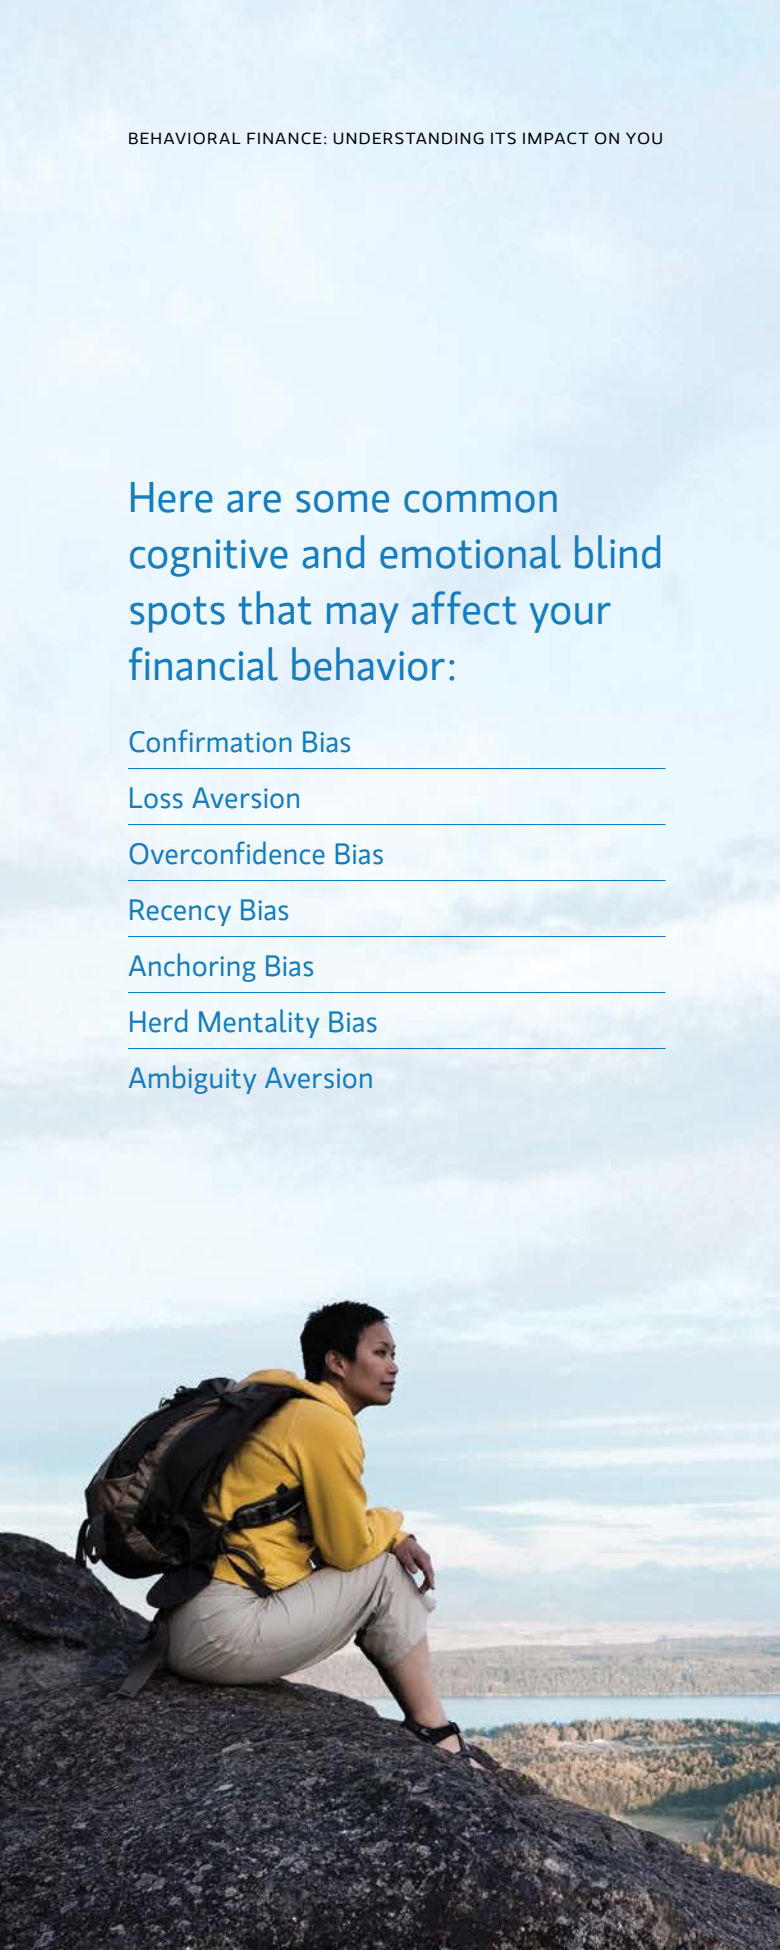 BEHAVIORAL FINANCE: UNDERSTANDING ITS IMPACT ON YOU
Here are some common
cognitive and emotional blind
spots that may affect your
financial behavior:
Confirmation Bias
Loss Aversion
Overconfidence Bias
Recency Bias
Anchoring Bias
Herd Mentality Bias
Ambiguity Aversion